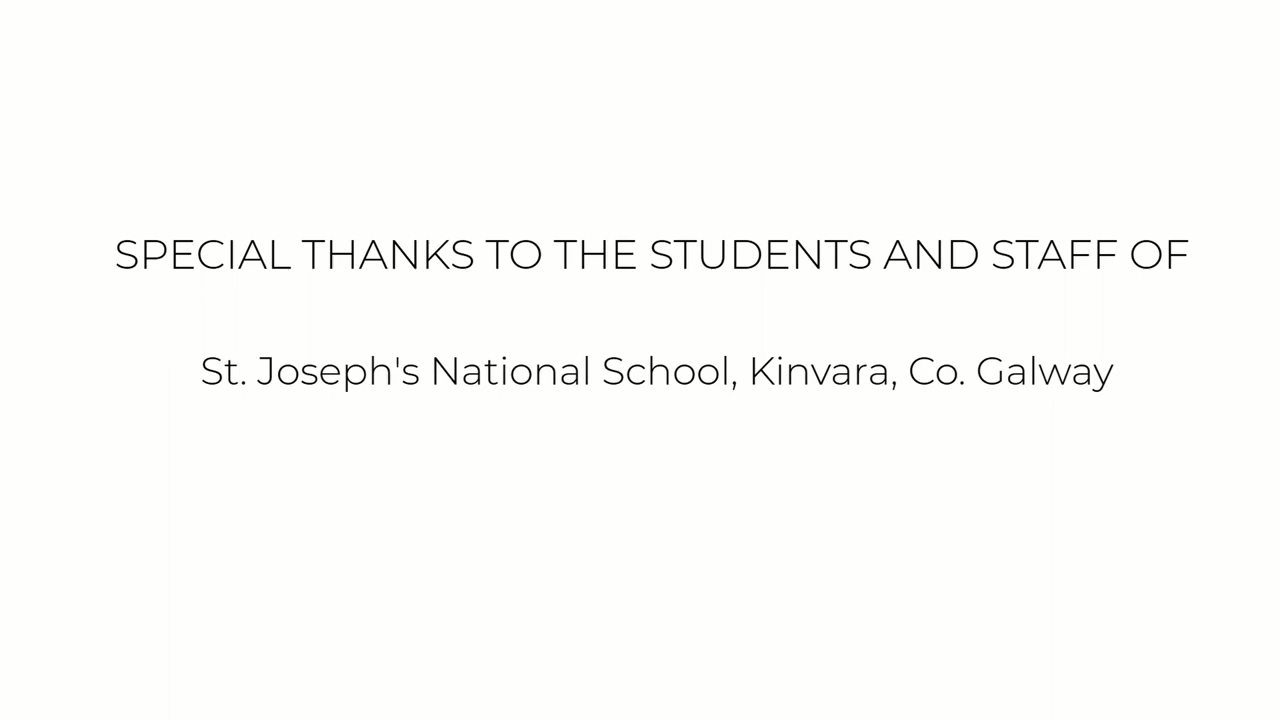 SPECIAL THANKS TO THE STUDENTS AND STAFF OF
St. Joseph's National School, Kinvara, Co. Galway